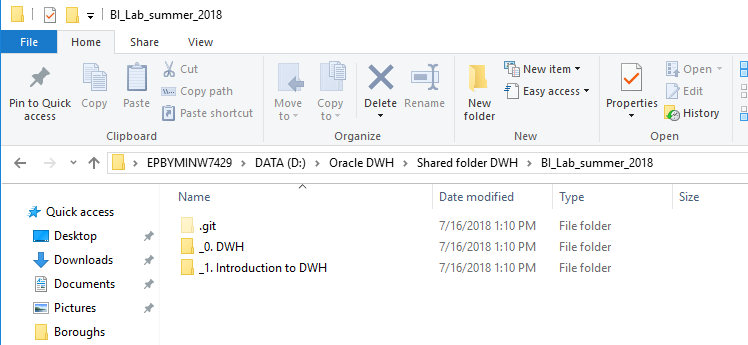 BI_Lab_summer_2018
File Home Share View
Pin to Quick access
Copy
Paste
Cut
Copy path
Paste shortcut
Clipboard
Move to
Copy to
Delete
Rename
Organize
New folder
New item
Easy access
New
Properties
Open
Edit
History
Open
EPBYMINW7429 > DATA (D:) > Oracle DWH > Shared folder DWH > BI_Lab_summer_2018
Name Date modified Type Size
Quick access
Desktop
Downloads
Documents
Pictures
Boroughs
.git 7/16/2018 1:10 PM File folder
_0. DWH 7/16/2018 1:10 PM File folder
_1. Introduction to DWH 7/16/2018 1:10 PM File folder